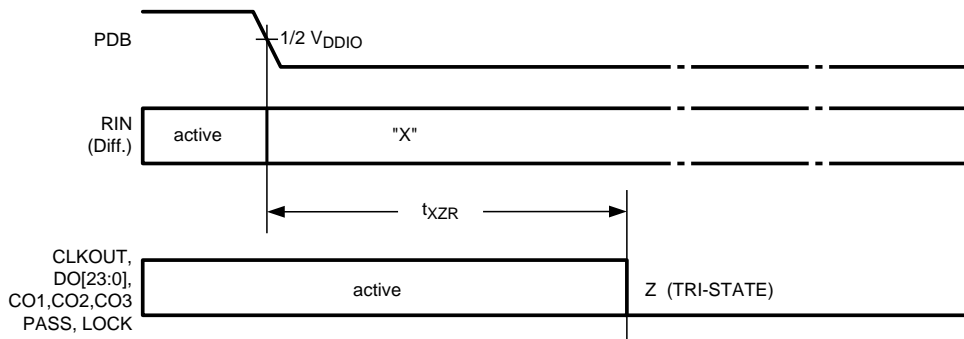 PDB
1/2 VDDIO
RIN
(Diff.)
active
"X"
tXZR
CLKOUT,
DO[23:0],
CO1,CO2,CO3
PASS, LOCK
active
Z (TRI-STATE)